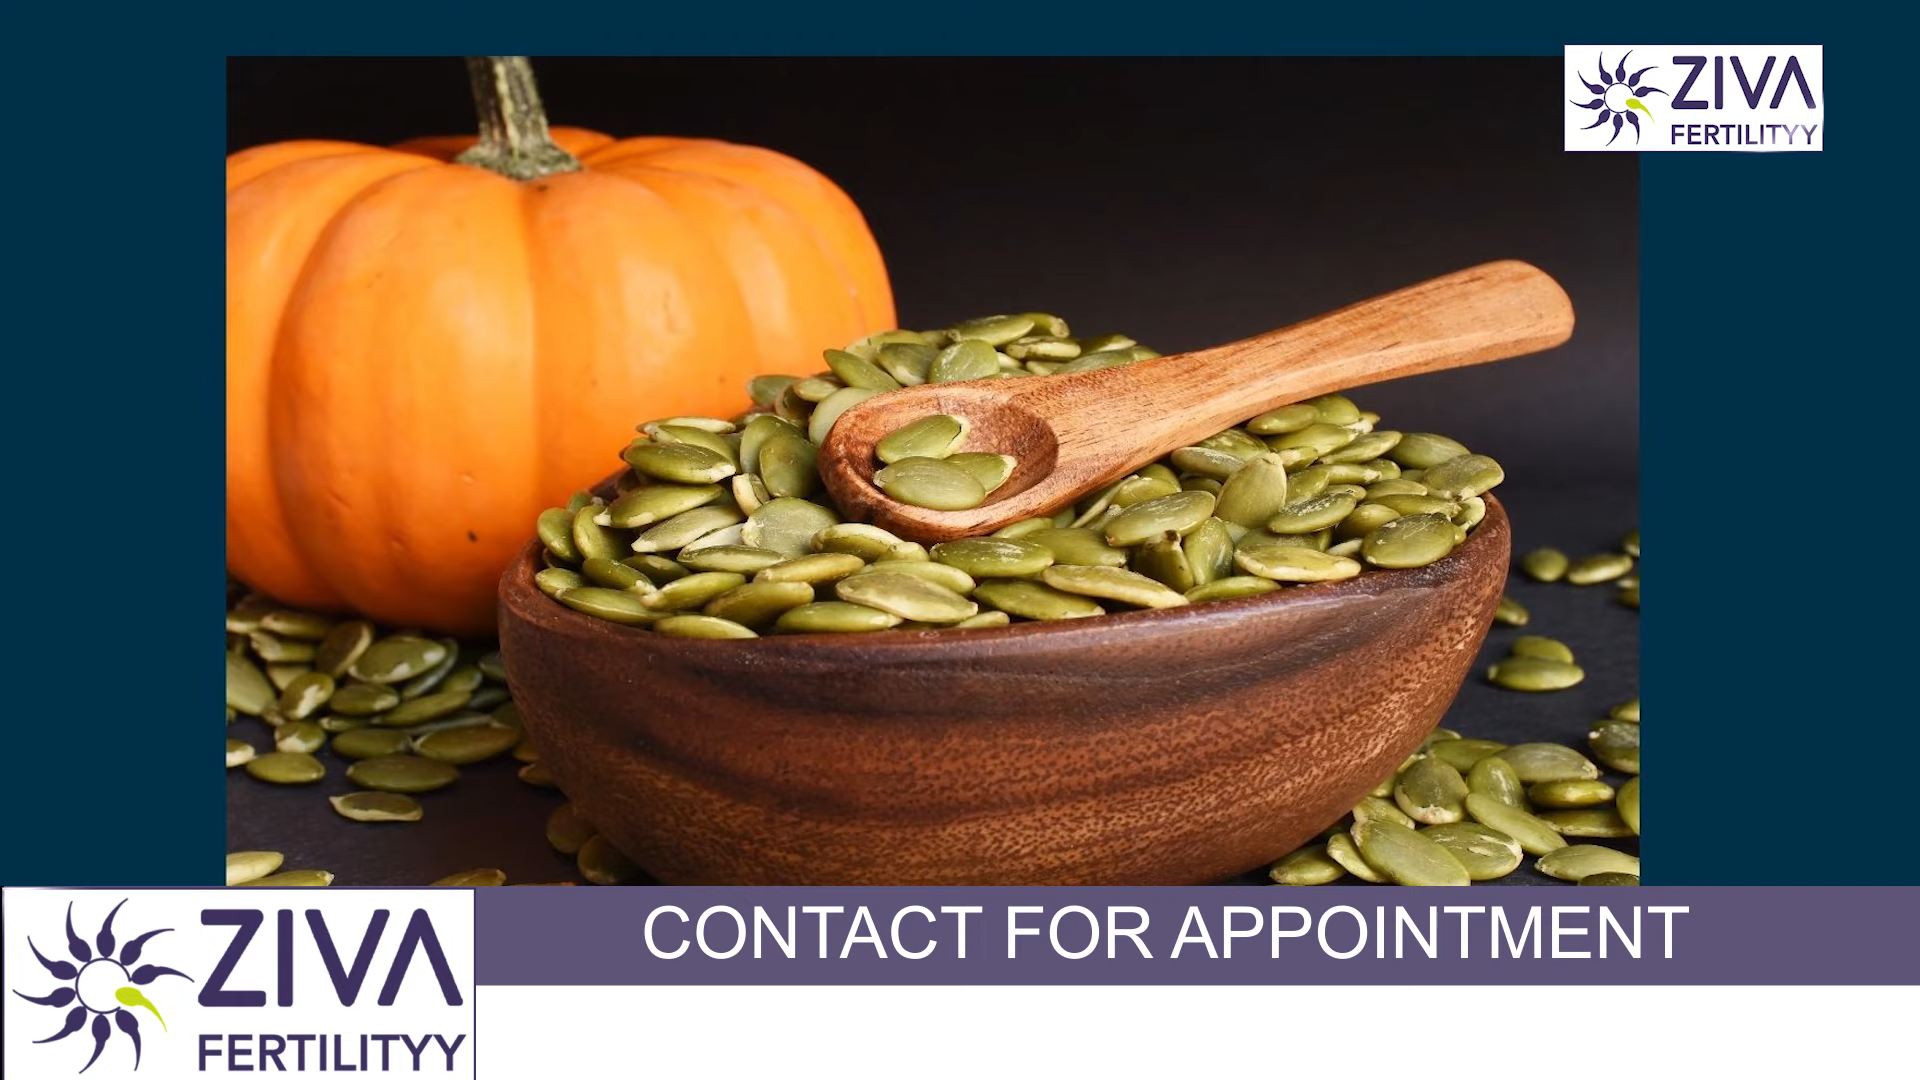 ZIVA
FERTILITYY
CONTACT FOR APPOINTMENT
ZIVA
FERTILITYY